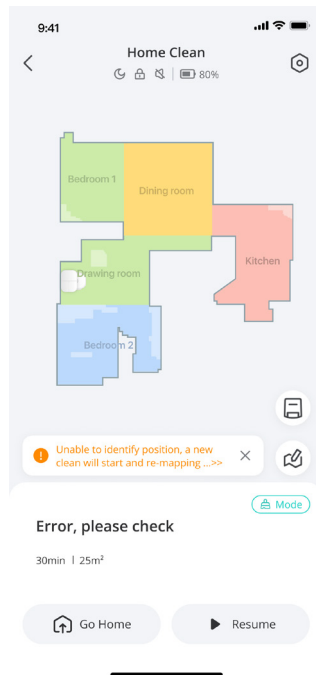 9:41
Home Clean
80%
Bedroom 1
Dining room
Kitchen
Drawing room
Bedroom 2
Unable to identify position, a new
clean will start and re-mapping ...>>
Mode
Error, please check
30min | 25m²
Go Home
Resume